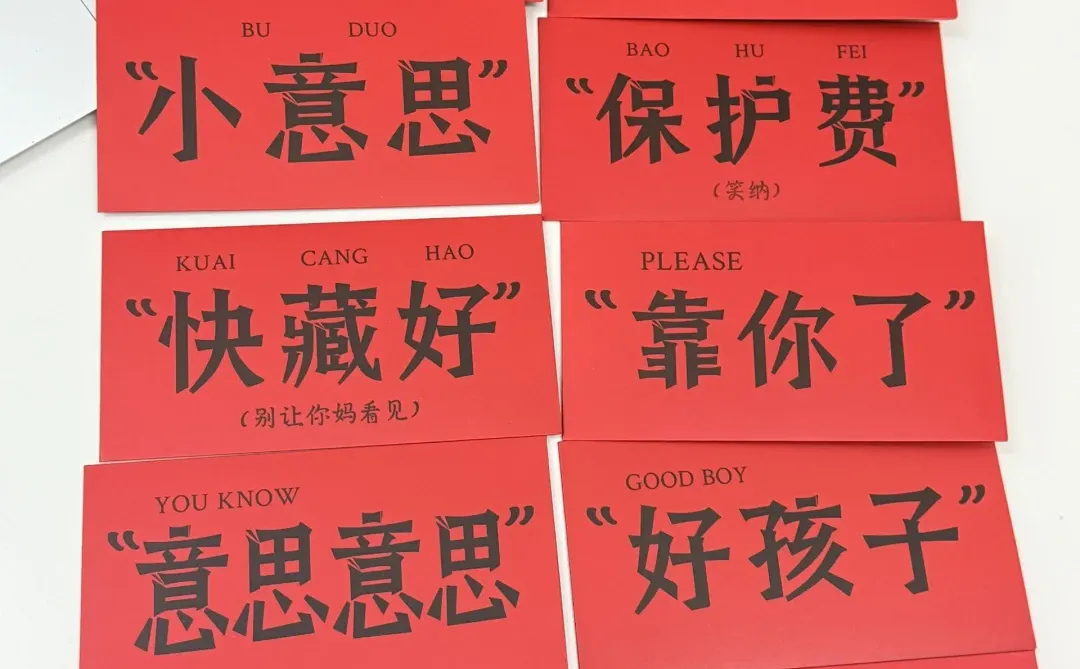 BU DUO
“小意思”
BAO HU FEI
“保护费”
(笑纳)
KUAI CANG HAO
“快藏好”
(别让你妈看见)
PLEASE
“靠你了”
YOU KNOW
“意思意思”
GOOD BOY
“好孩子”